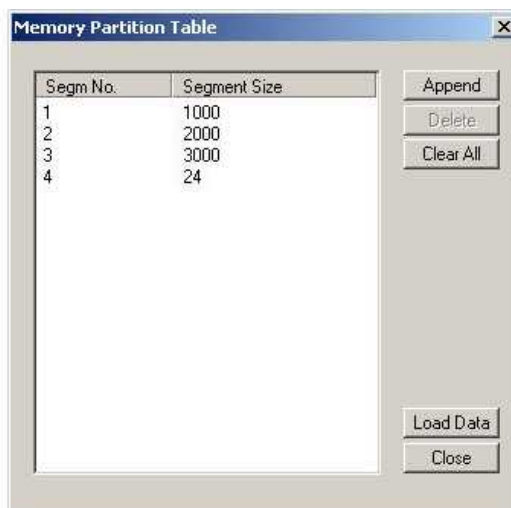 Memory Partition Table
Segm No. Segment Size
1 1000
2 2000
3 3000
4 24
Append
Delete
Clear All
Load Data
Close